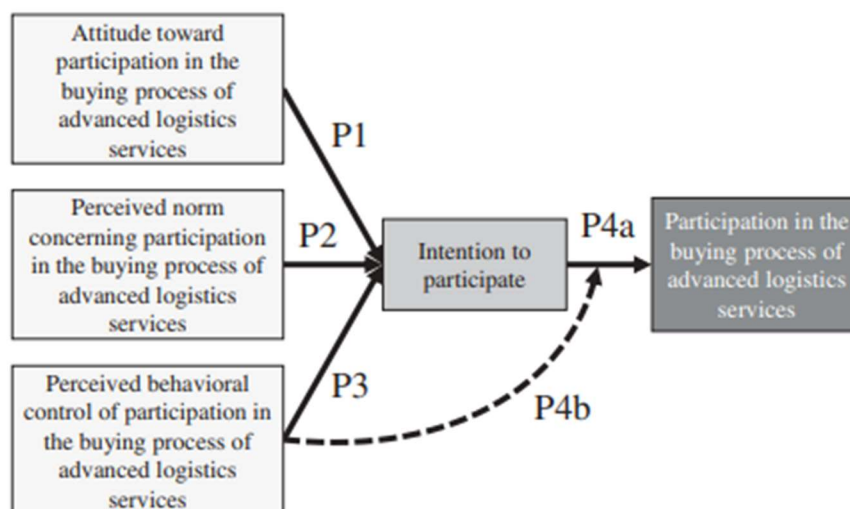 Attitude toward
participation in the
buying process of
advanced logistics
services
P1
Perceived norm
concerning participation
in the buying process of
advanced logistics
services
P2
Intention to
participate
P4a
Participation in the
buying process of
advanced logistics
services
P3
Perceived behavioral
control of participation in
the buying process of
advanced logistics
services
P4b